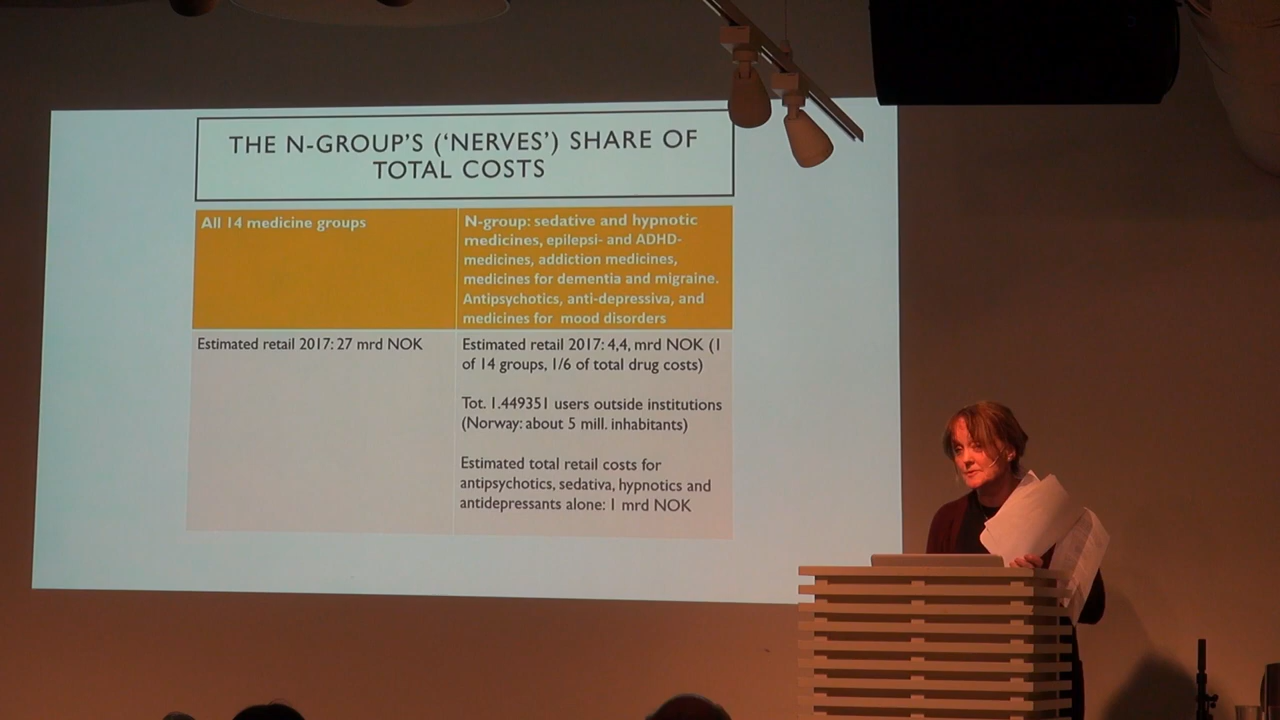 THE N-GROUP'S ('NERVES') SHARE OF
TOTAL COSTS
All 14 medicine groups
N-group: sedative and hypnotic
medicines, epilepsi- and ADHD-
medicines, addiction medicines,
medicines for dementia and migraine.
Antipsychotics, anti-depressiva, and
medicines for mood disorders
Estimated retail 2017: 27 mrd NOK
Estimated retail 2017: 4,4, mrd NOK (1
of 14 groups, 1/6 of total drug costs)
Tot. 1.449351 users outside institutions
(Norway: about 5 mill. inhabitants)
Estimated total retail costs for
antipsychotics, sedativa, hypnotics and
antidepressants alone: 1 mrd NOK